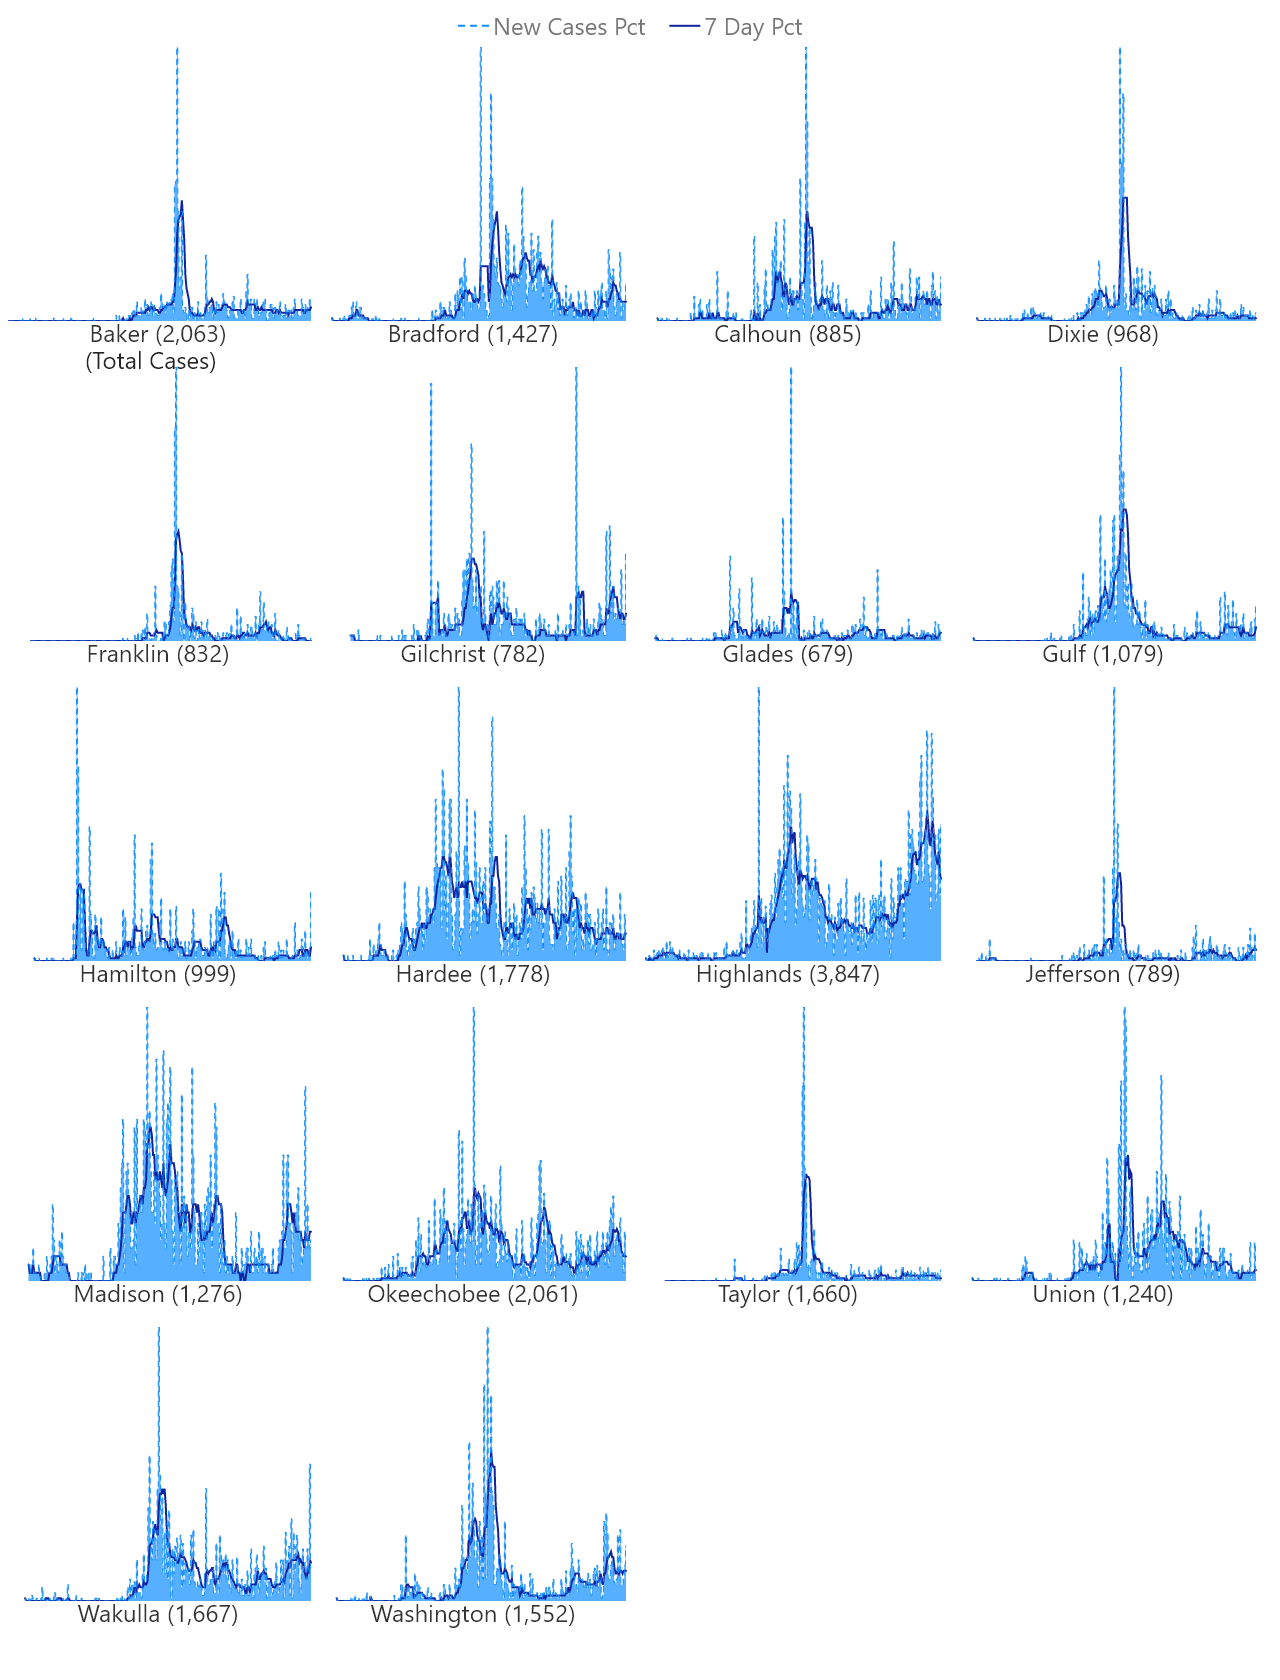 New Cases Pct 7 Day Pct
Baker (2,063) Bradford (1,427) Calhoun (885) Dixie (968)
(Total Cases)
Franklin (832) Gilchrist (782) Glades (679) Gulf (1,079)
Hamilton (999) Hardee (1,778) Highlands (3,847) Jefferson (789)
Madison (1,276) Okeechobee (2,061) Taylor (1,660) Union (1,240)
Wakulla (1,667) Washington (1,552)